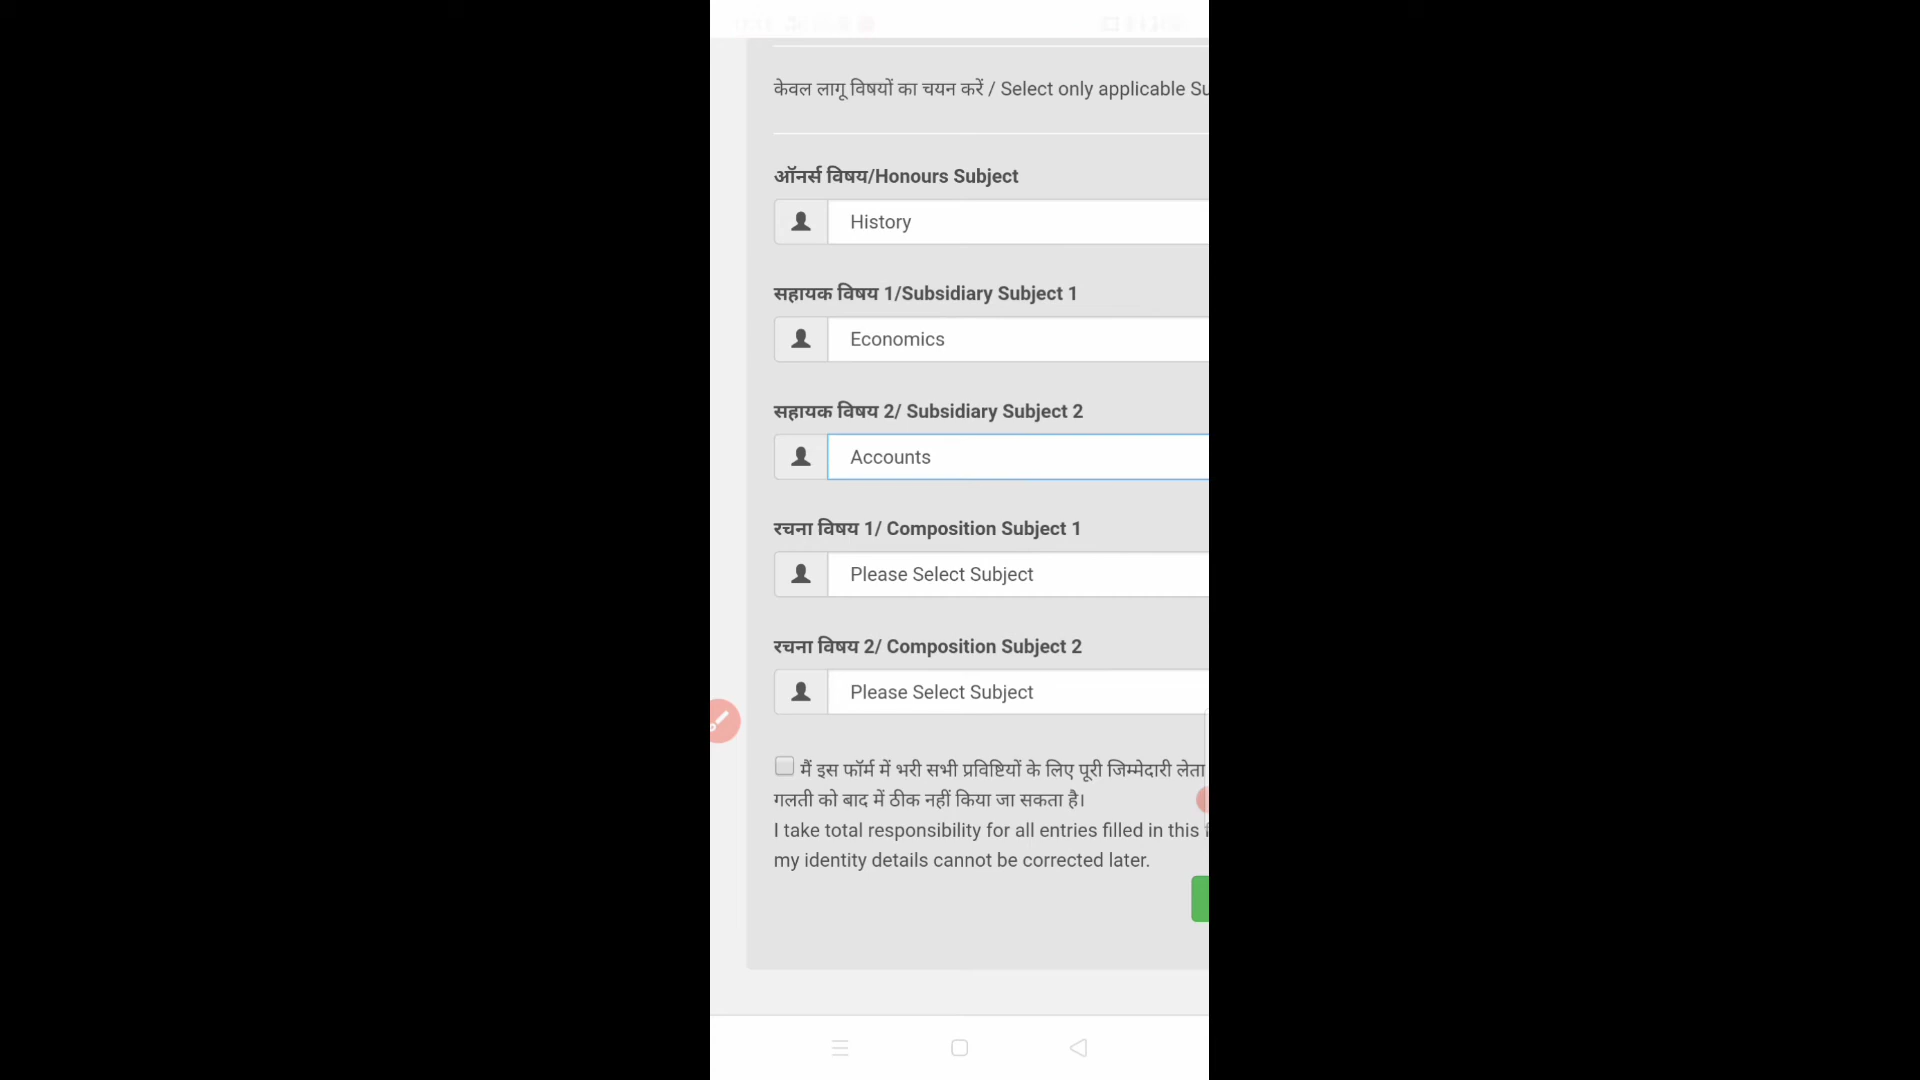 केवल लागू विषयों का चयन करें / Select only applicable Su
ऑनर्स विषय/Honours Subject
History
सहायक विषय 1/Subsidiary Subject 1
Economics
सहायक विषय 2/ Subsidiary Subject 2
Accounts
रचना विषय 1/ Composition Subject 1
Please Select Subject
रचना विषय 2/ Composition Subject 2
Please Select Subject
मैं इस फॉर्म में भरी सभी प्रविष्टियों के लिए पूरी जिम्मेदारी लेता
गलती को बाद में ठीक नहीं किया जा सकता है।
I take total responsibility for all entries filled in this
my identity details cannot be corrected later.